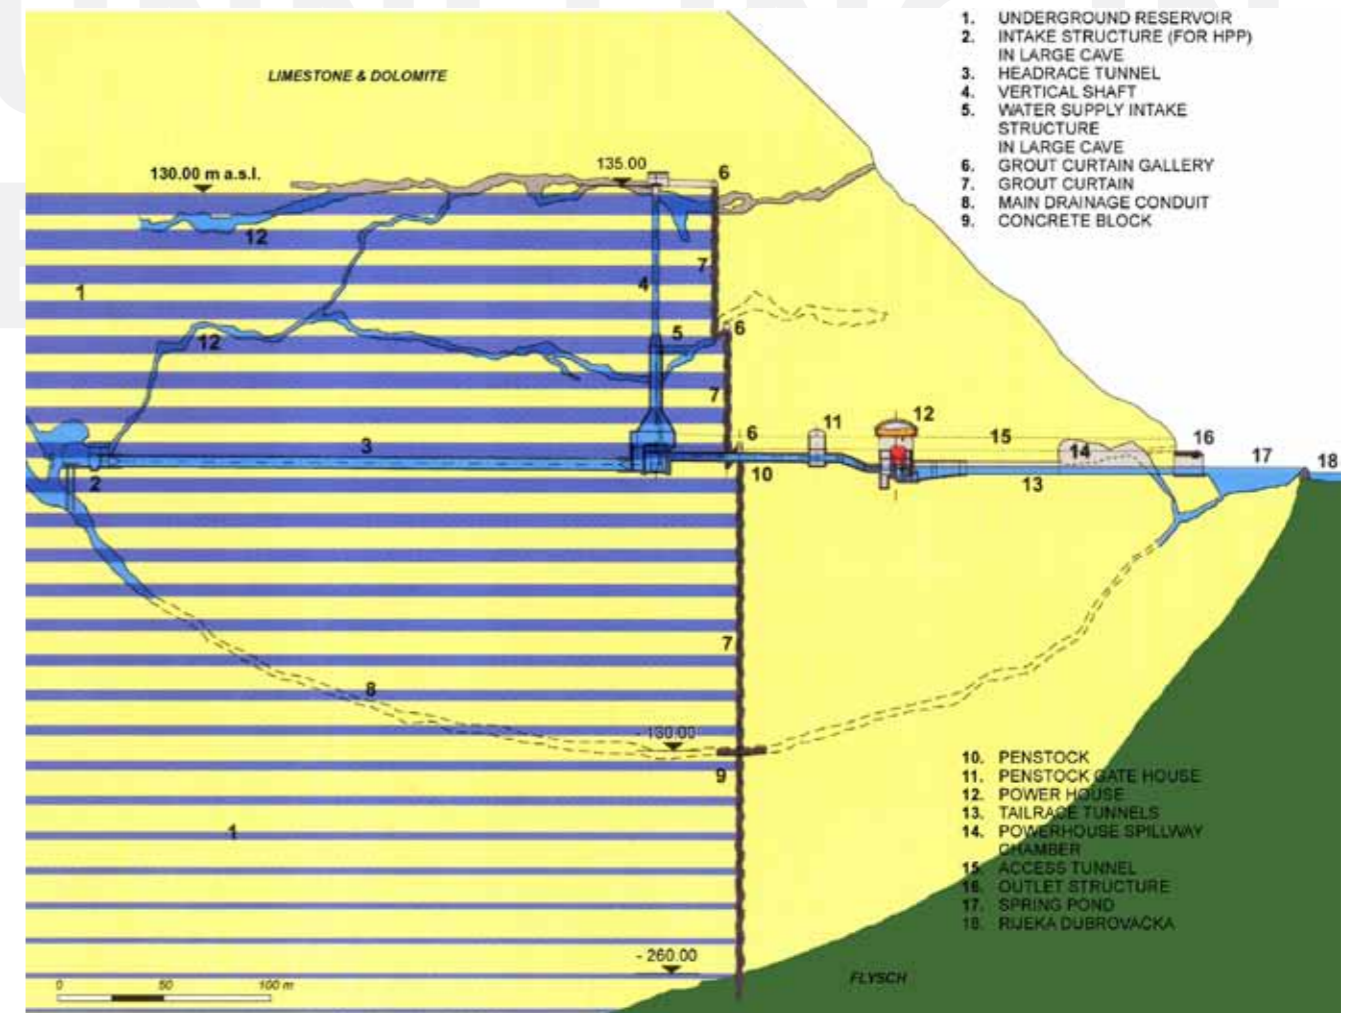 1. UNDERGROUND RESERVOIR
2. INTAKE STRUCTURE (FOR HPP)
IN LARGE CAVE
3. HEADRACE TUNNEL
4. VERTICAL SHAFT
5. WATER SUPPLY INTAKE
STRUCTURE
IN LARGE CAVE
6. GROUT CURTAIN GALLERY
7. GROUT CURTAIN
8. MAIN DRAINAGE CONDUIT
9. CONCRETE BLOCK
LIMESTONE & DOLOMITE
130.00 m a.s.l.
135.00
6
12
7
1
4
5
6
12
7
12
11
6
3
15
14
16
17
18
10
13
2
7
8
- 130.00
9
1
10. PENSTOCK
11. PENSTOCK GATE HOUSE
12. POWER HOUSE
13. TAILRACE TUNNELS
14. POWERHOUSE SPILLWAY
CHAMBER
15. ACCESS TUNNEL
16. OUTLET STRUCTURE
17. SPRING POND
18. RIJEKA DUBROVAČKA
- 260.00
FLYSCH
0 50 100 m